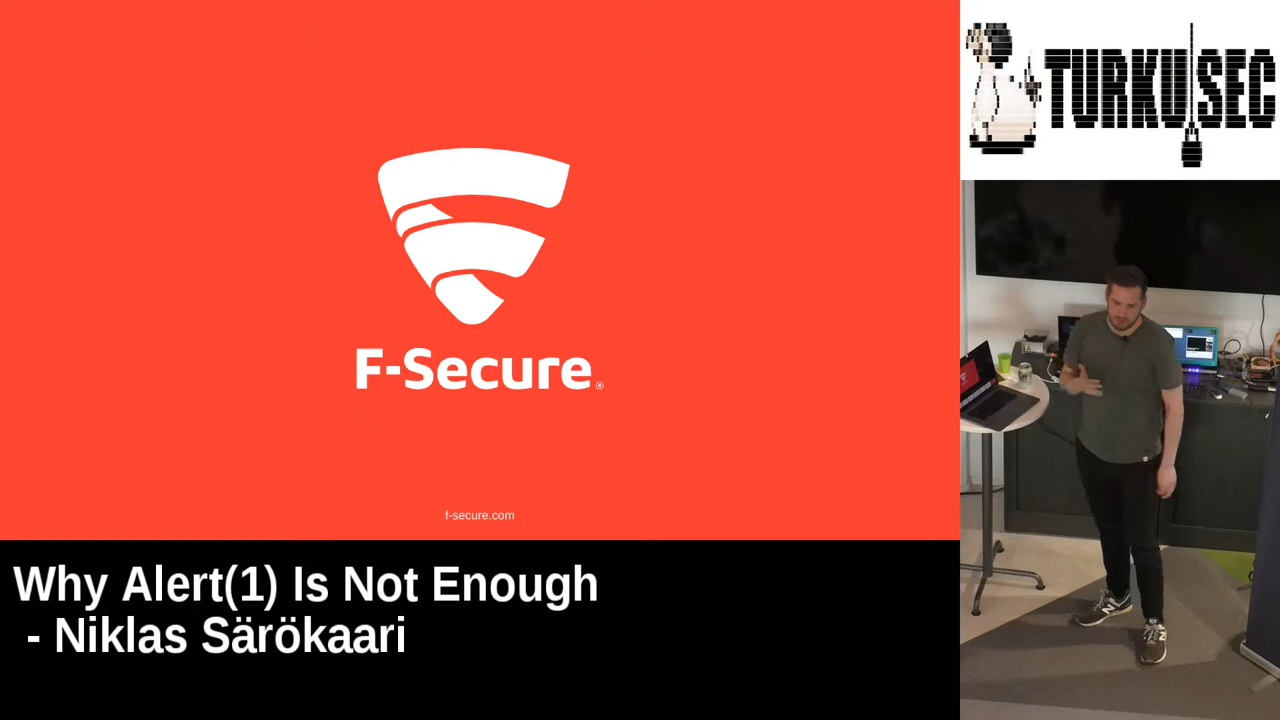 F-Secure®
f-secure.com
TURKUSEC
Why Alert(1) Is Not Enough
- Niklas Särökaari